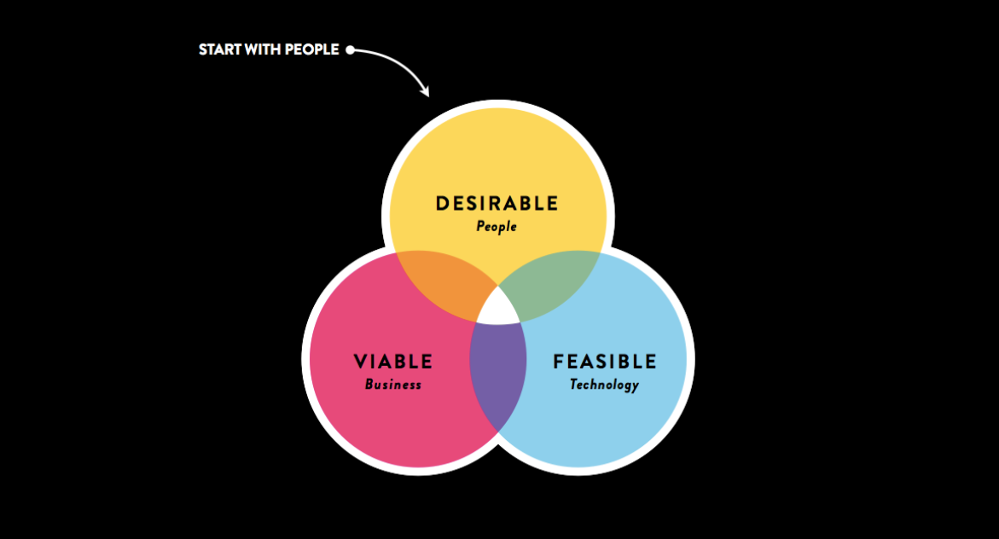 START WITH PEOPLE
DESIRABLE
People
VIABLE
Business
FEASIBLE
Technology